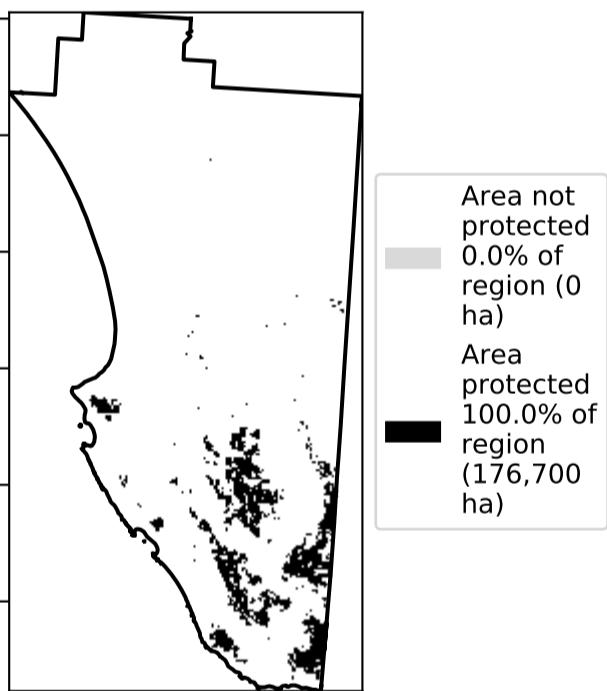 Area not
protected
0.0% of
region (0
ha)
Area
protected
100.0% of
region
(176,700
ha)